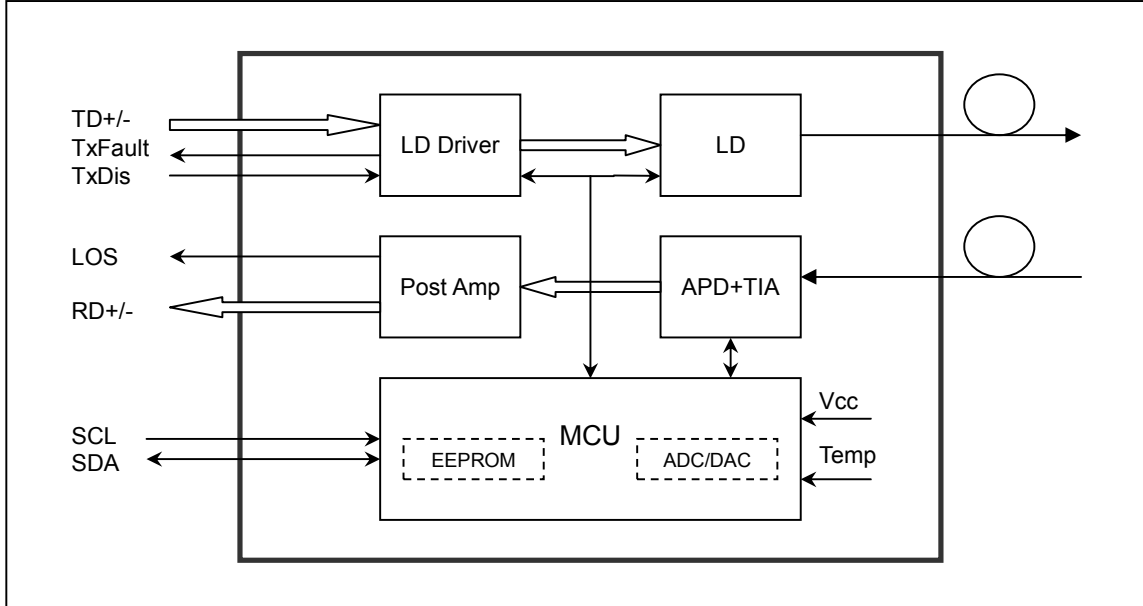 TD+/-
TxFault
TxDis
LD Driver
LD
LOS
RD+/-
Post Amp
APD+TIA
SCL
SDA
MCU
EEPROM
ADC/DAC
Vcc
Temp